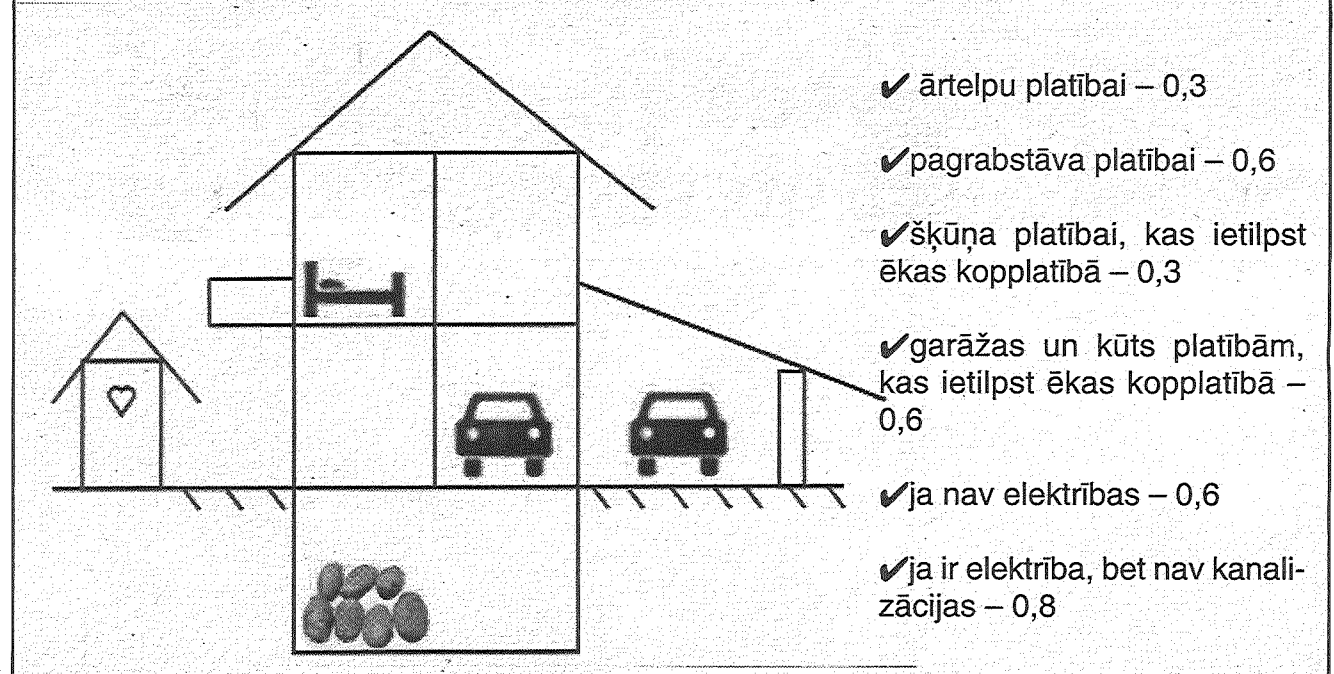 ✔ ārtelpu platībai – 0,3
✔pagrabstāva platībai – 0,6
✔šķūņa platībai, kas ietilpst
ēkas kopplatībā – 0,3
✔garāžas un kūts platībām,
kas ietilpst ēkas kopplatībā –
0,6
✔ja nav elektrības – 0,6
✔ja ir elektrība, bet nav kanali-
zācijas – 0,8